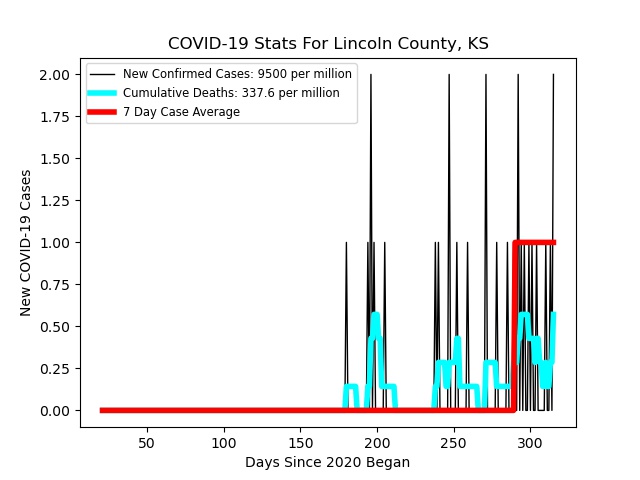 COVID-19 Stats For Lincoln County, KS
New Confirmed Cases: 9500 per million
Cumulative Deaths: 337.6 per million
7 Day Case Average
New COVID-19 Cases
2.00
1.75
1.50
1.25
1.00
0.75
0.50
0.25
0.00
50 100 150 200 250 300
Days Since 2020 Began